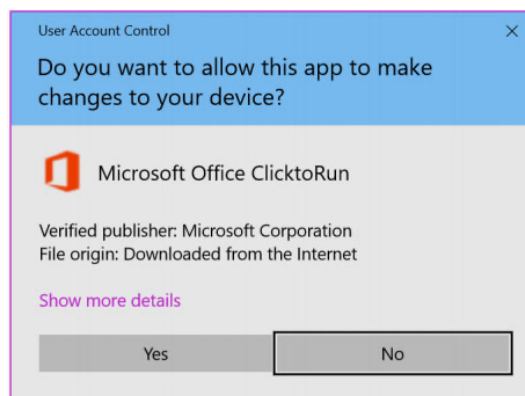 User Account Control
Do you want to allow this app to make
changes to your device?
Microsoft Office ClicktoRun
Verified publisher: Microsoft Corporation
File origin: Downloaded from the Internet
Show more details
Yes
No